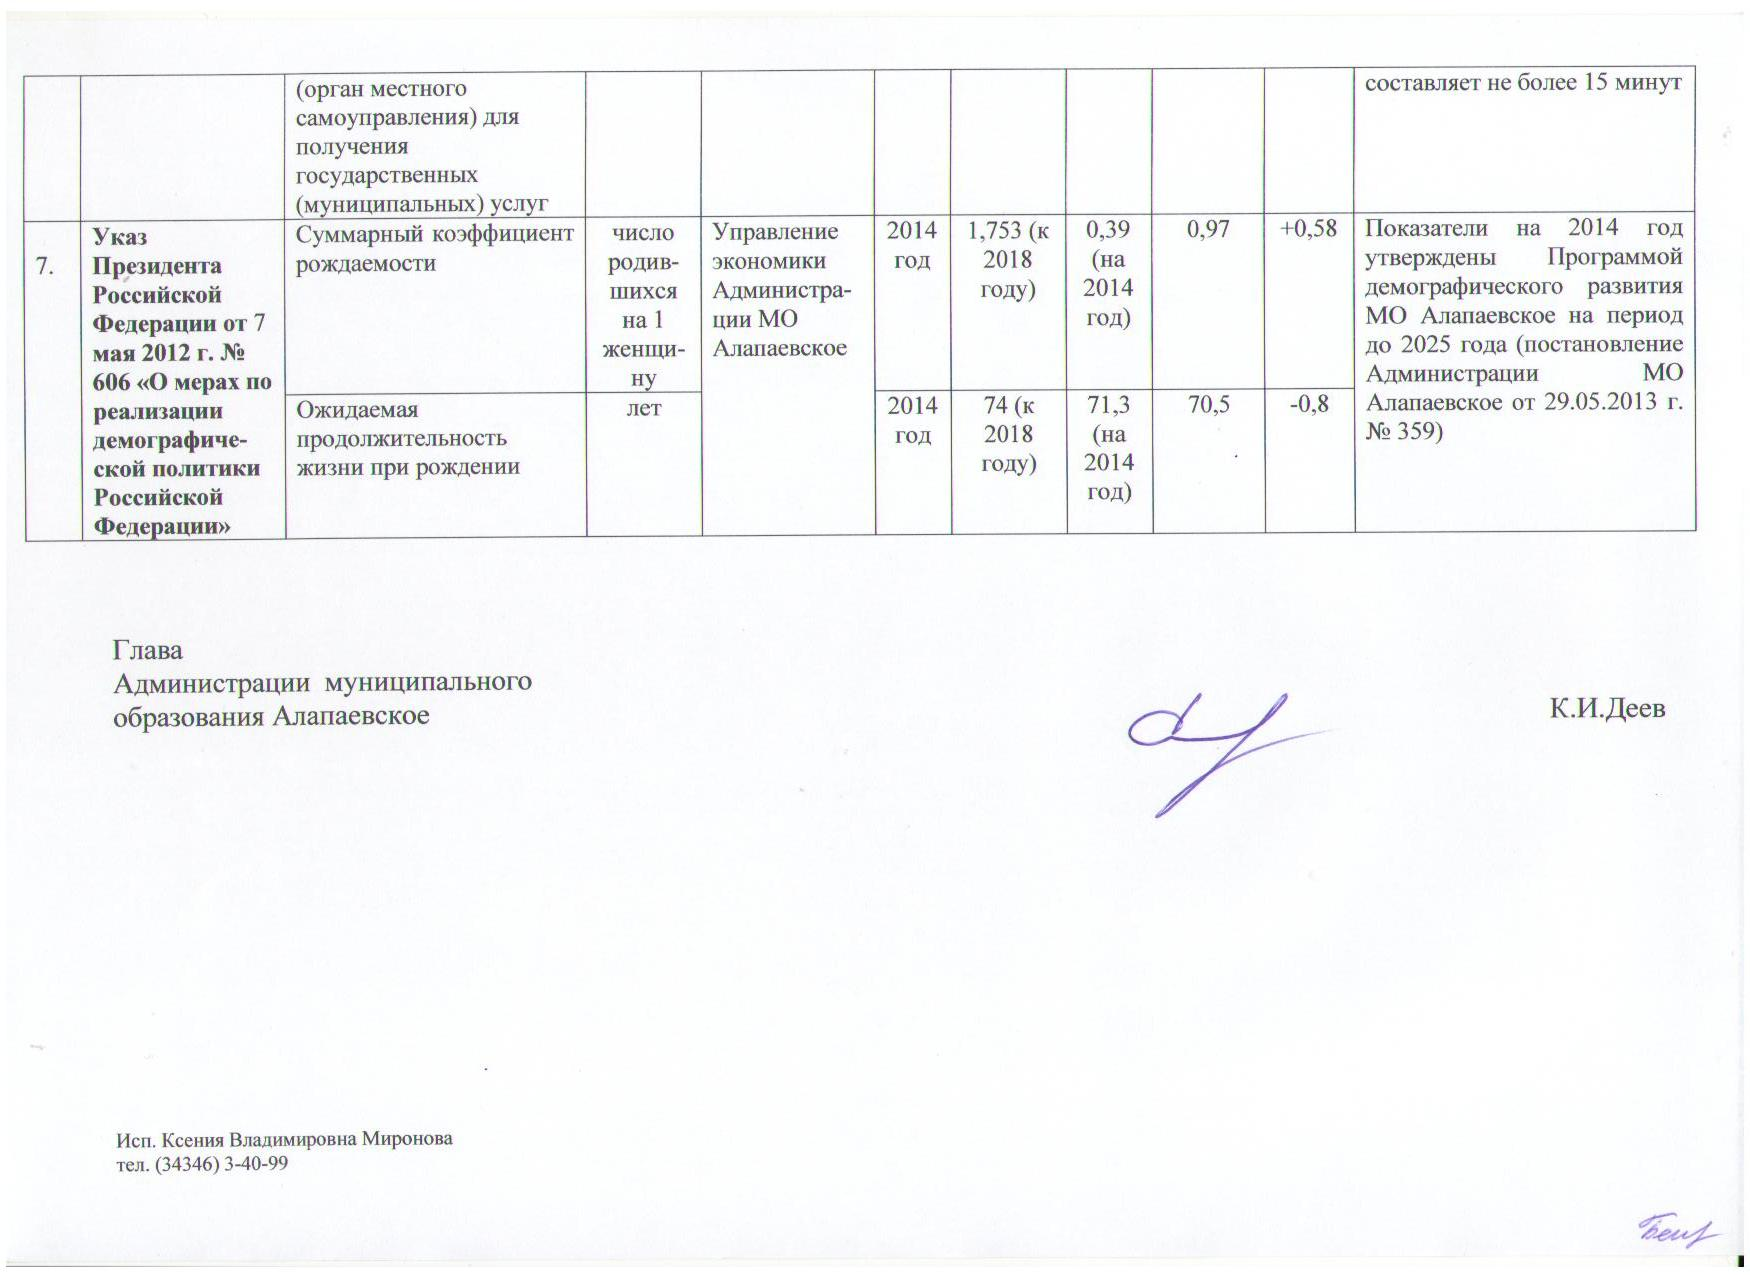 (орган местного
самоуправления) для
получения
государственных
(муниципальных) услуг
составляет не более 15 минут
7.
Указ
Президента
Российской
Федерации от 7
мая 2012 г. №
606 «О мерах по
реализации
демографиче-
ской политики
Российской
Федерации»
Суммарный коэффициент
рождаемости
число
родив-
шихся
на 1
женщи-
ну
Управление
экономики
Администра-
ции МО
Алапаевское
2014
год
1,753 (к
2018
году)
0,39
(на
2014
год)
0,97
+0,58
Показатели на 2014 год
утверждены Программой
демографического развития
МО Алапаевское на период
до 2025 года (постановление
Администрации МО
Алапаевское от 29.05.2013 г.
№ 359)
Ожидаемая
продолжительность
жизни при рождении
лет
2014
год
74 (к
2018
году)
71,3
(на
2014
год)
70,5
-0,8
Глава
Администрации муниципального
образования Алапаевское
К.И.Деев
Исп. Ксения Владимировна Миронова
тел. (34346) 3-40-99